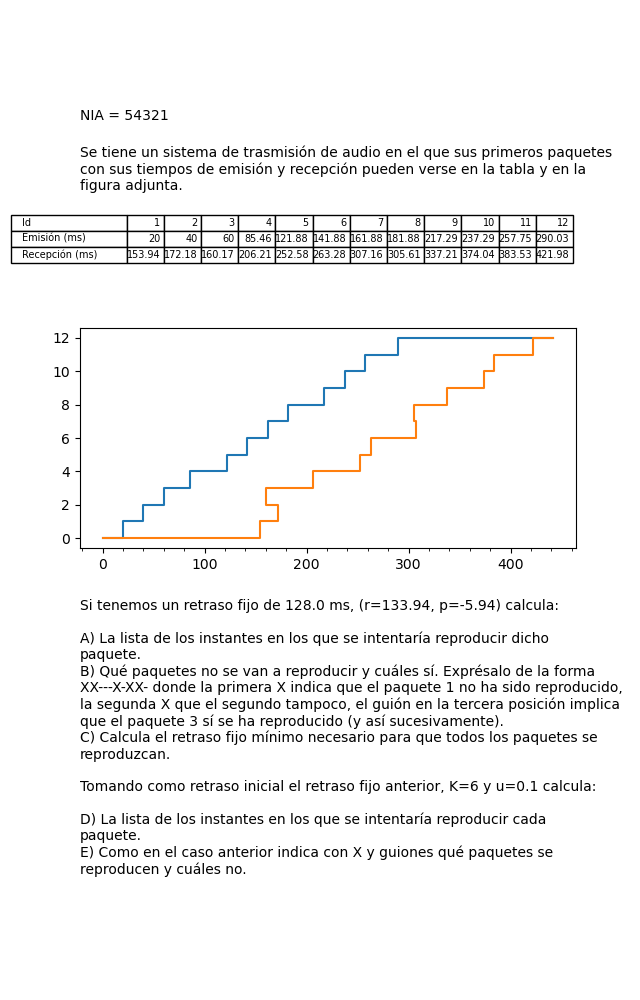 NIA = 54321
Se tiene un sistema de trasmisión de audio en el que sus primeros paquetes
con sus tiempos de emisión y recepción pueden verse en la tabla y en la
figura adjunta.
Id 1 2 3 4 5 6 7 8 9 10 11 12
Emisión (ms) 20 40 60 85.46 121.88 141.88 161.88 181.88 217.29 237.29 257.75 290.03
Recepción (ms) 153.94 172.18 160.17 206.21 252.58 263.28 307.16 305.61 337.21 374.04 383.53 421.98
12
10
8
6
4
2
0
0 100 200 300 400
Si tenemos un retraso fijo de 128.0 ms, (r=133.94, p=-5.94) calcula:
A) La lista de los instantes en los que se intentaría reproducir dicho
paquete.
B) Qué paquetes no se van a reproducir y cuáles sí. Exprésalo de la forma
XX---X-XX- donde la primera X indica que el paquete 1 no ha sido reproducido,
la segunda X que el segundo tampoco, el guión en la tercera posición implica
que el paquete 3 sí se ha reproducido (y así sucesivamente).
C) Calcula el retraso fijo mínimo necesario para que todos los paquetes se
reproduzcan.
Tomando como retraso inicial el retraso fijo anterior, K=6 y u=0.1 calcula:
D) La lista de los instantes en los que se intentaría reproducir cada
paquete.
E) Como en el caso anterior indica con X y guiones qué paquetes se
reproducen y cuáles no.